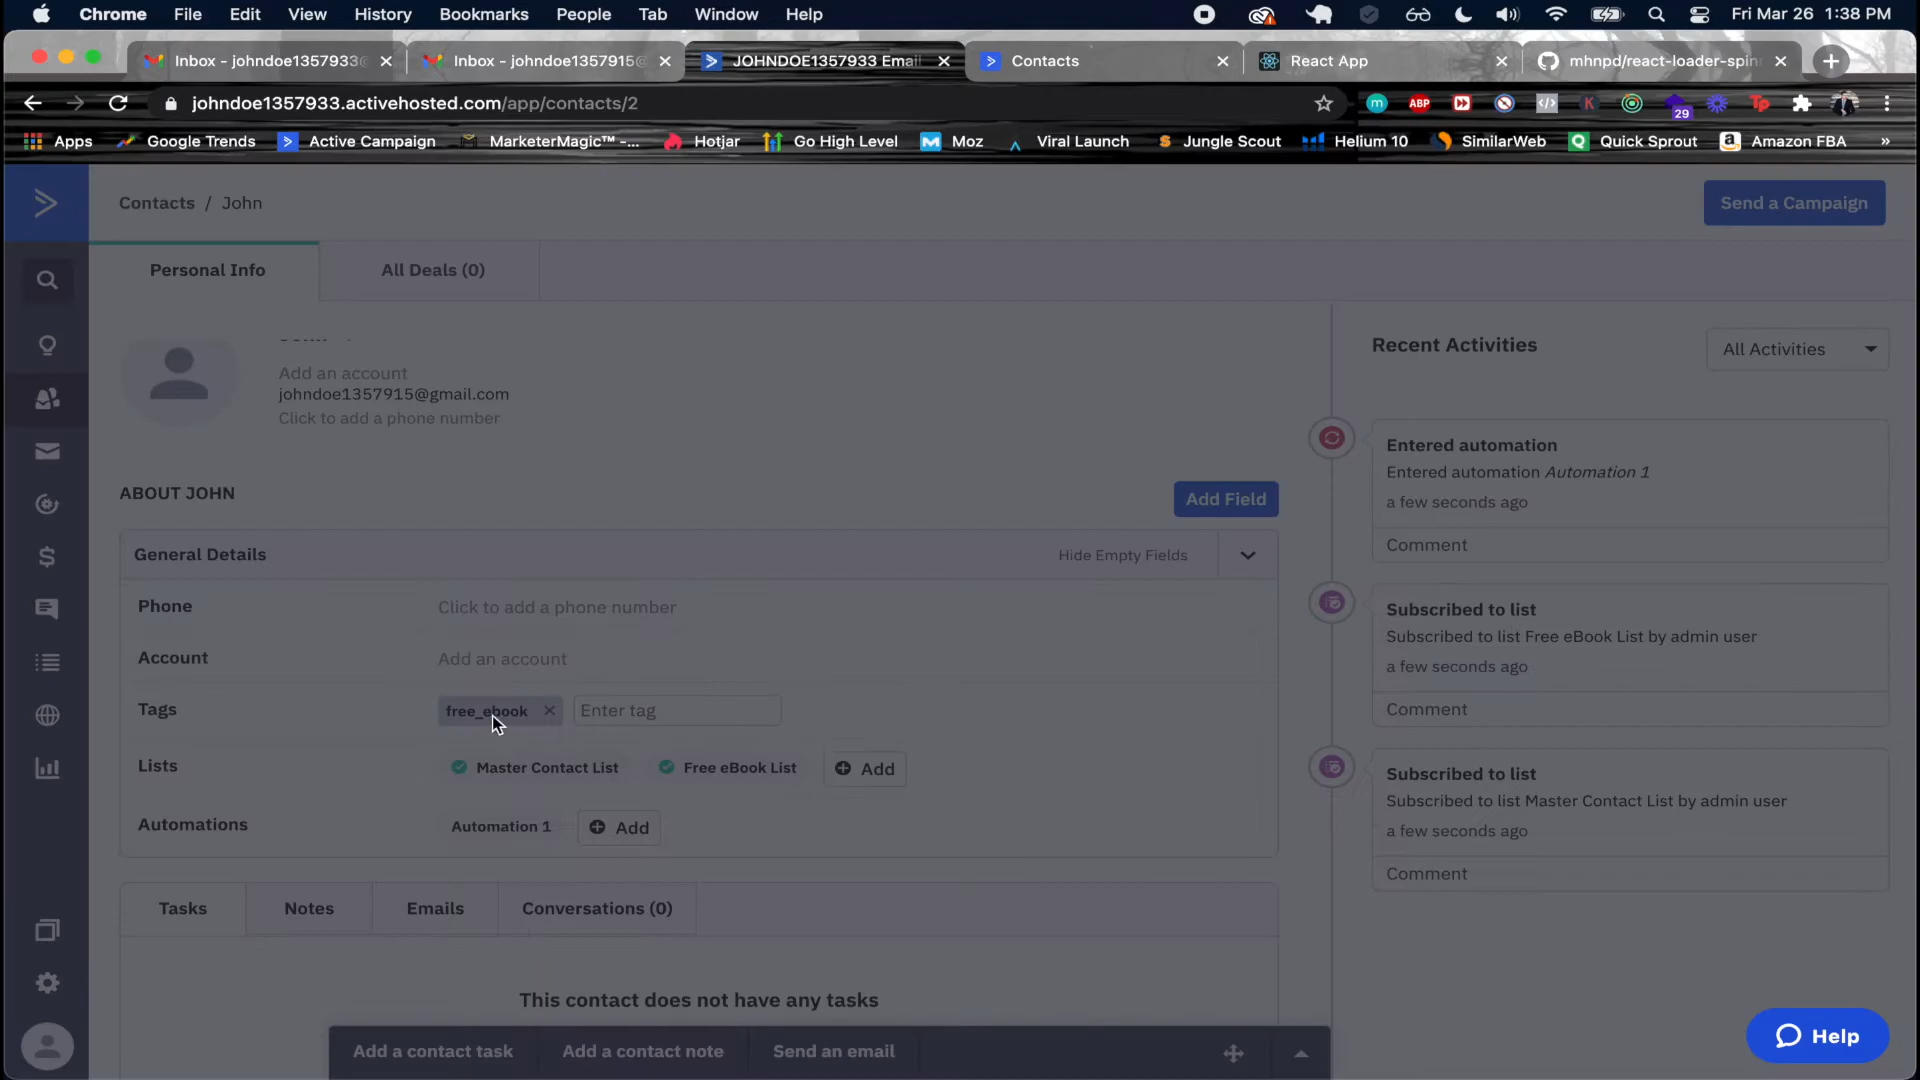 Chrome File Edit View History Bookmarks People Tab Window Help Fri Mar 26 1:38 PM
Inbox - johndoe1357933@ Inbox - johndoe1357915@ JOHNDOE1357933 Email Contacts React App mhnpd/react-loader-spinn
johndoe1357933.activehosted.com/app/contacts/2 ABP 29
Apps Google Trends Active Campaign MarketerMagic™ -... Hotjar Go High Level Moz Viral Launch Jungle Scout Helium 10 SimilarWeb Quick Sprout Amazon FBA »
Contacts / John
Send a Campaign
Personal Info
All Deals (0)
Add an account
johndoe1357915@gmail.com
Click to add a phone number
ABOUT JOHN
Add Field
General Details
Hide Empty Fields
Phone Click to add a phone number
Account Add an account
Tags free_ebook Enter tag
Lists Master Contact List Free eBook List Add
Automations Automation 1 Add
Tasks Notes Emails Conversations (0)
This contact does not have any tasks
Add a contact task Add a contact note Send an email
Recent Activities
All Activities
Entered automation
Entered automation Automation 1
a few seconds ago
Comment
Subscribed to list
Subscribed to list Free eBook List by admin user
a few seconds ago
Comment
Subscribed to list
Subscribed to list Master Contact List by admin user
a few seconds ago
Comment
Help